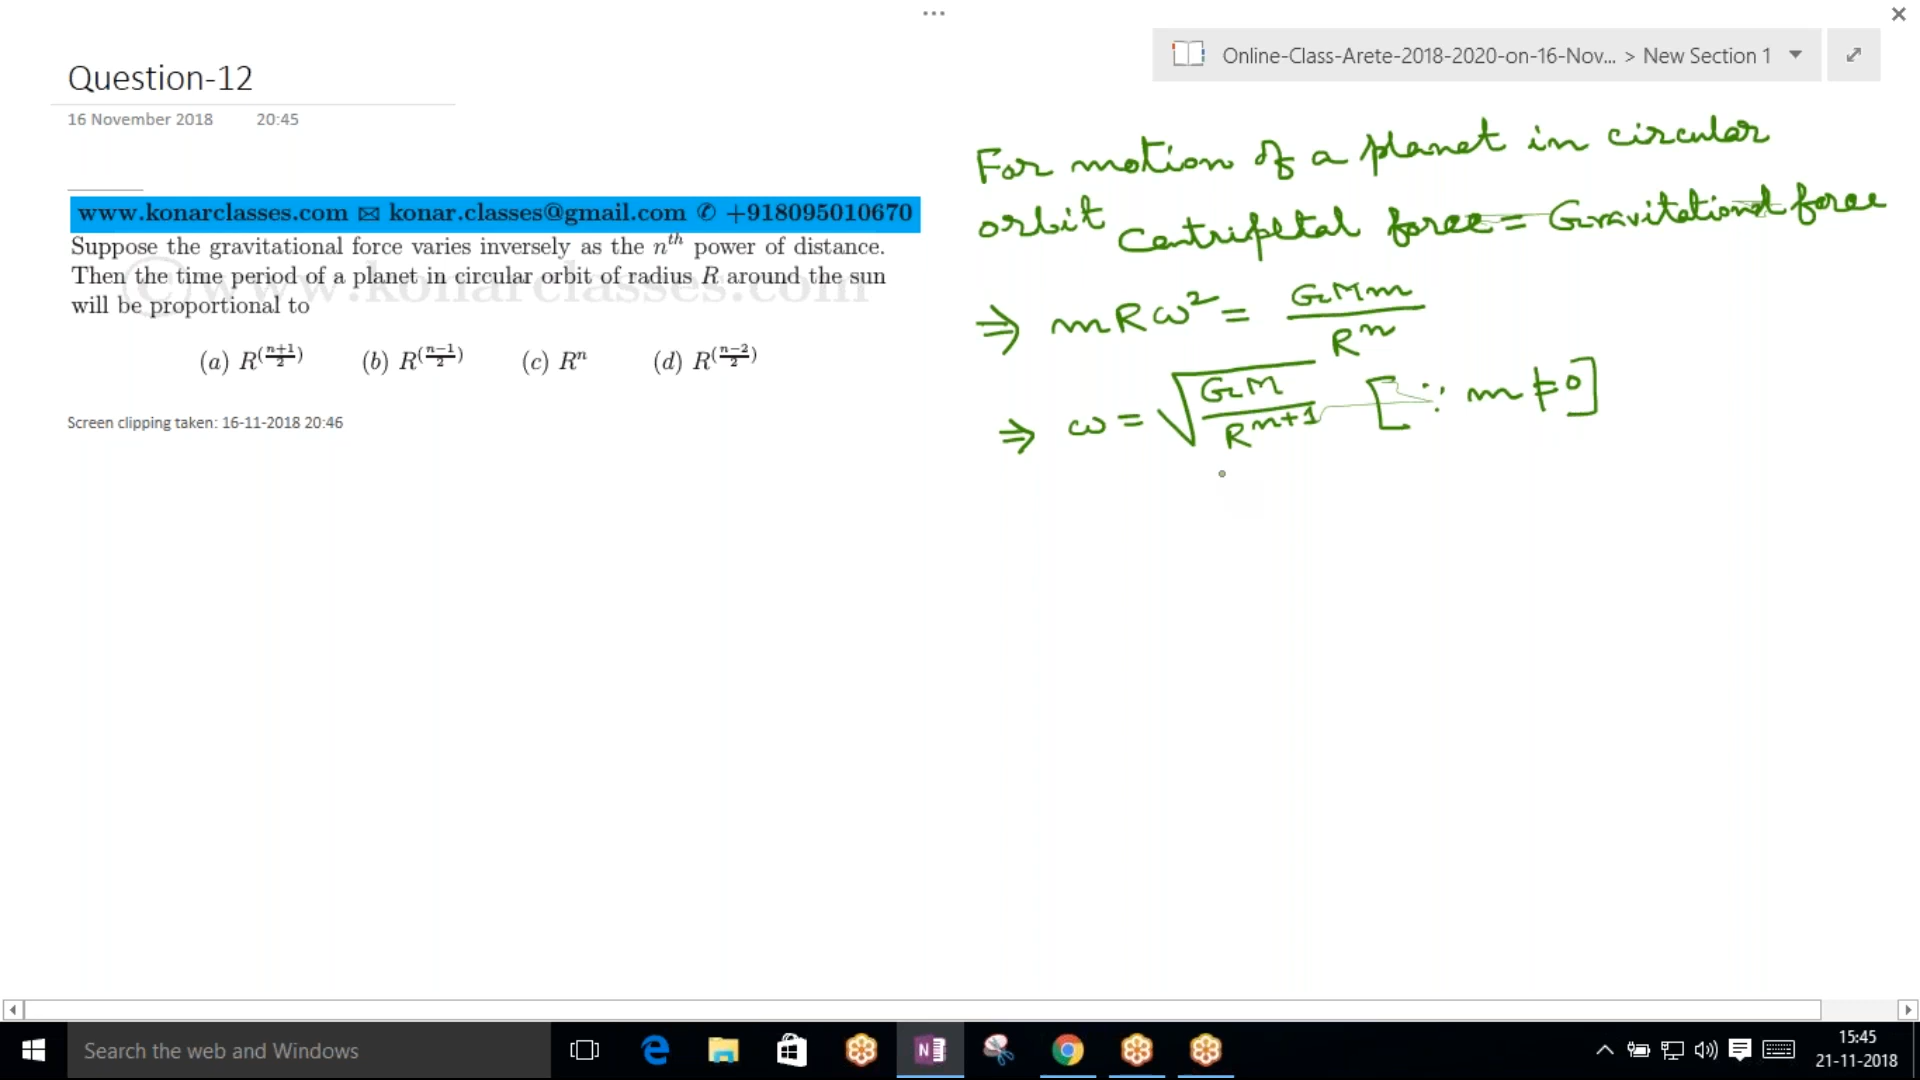 ...
Online-Class-Arete-2018-2020-on-16-Nov... > New Section 1
Question-12
16 November 2018 20:45
www.konarclasses.com ✉ konar.classes@gmail.com ✆ +918095010670
Suppose the gravitational force varies inversely as the n^th power of distance.
Then the time period of a planet in circular orbit of radius R around the sun
will be proportional to
(a) R^((n+1)/2) (b) R^((n−1)/2) (c) R^n (d) R^((n−2)/2)
©www.konarclasses.com
Screen clipping taken: 16-11-2018 20:46
For motion of a planet in circular
orbit Centripetal force = Gravitational force
⇒ mRω² = GMm/R^n
⇒ ω = √(GM/R^(n+1)) [∵ m ≠ 0]
Search the web and Windows
15:45
21-11-2018